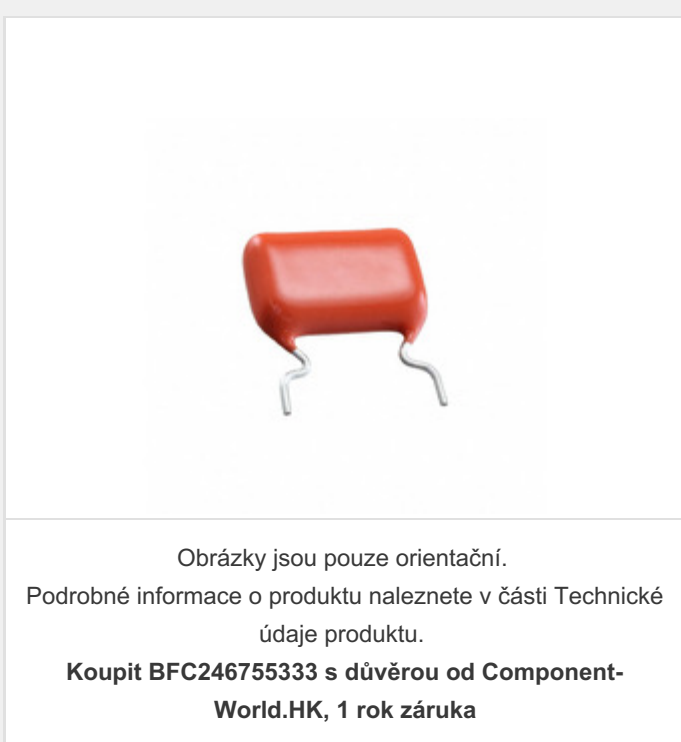 Obrázky jsou pouze orientační.
Podrobné informace o produktu naleznete v části Technické
údaje produktu.
Koupit BFC246755333 s důvěrou od Component-
World.HK, 1 rok záruka